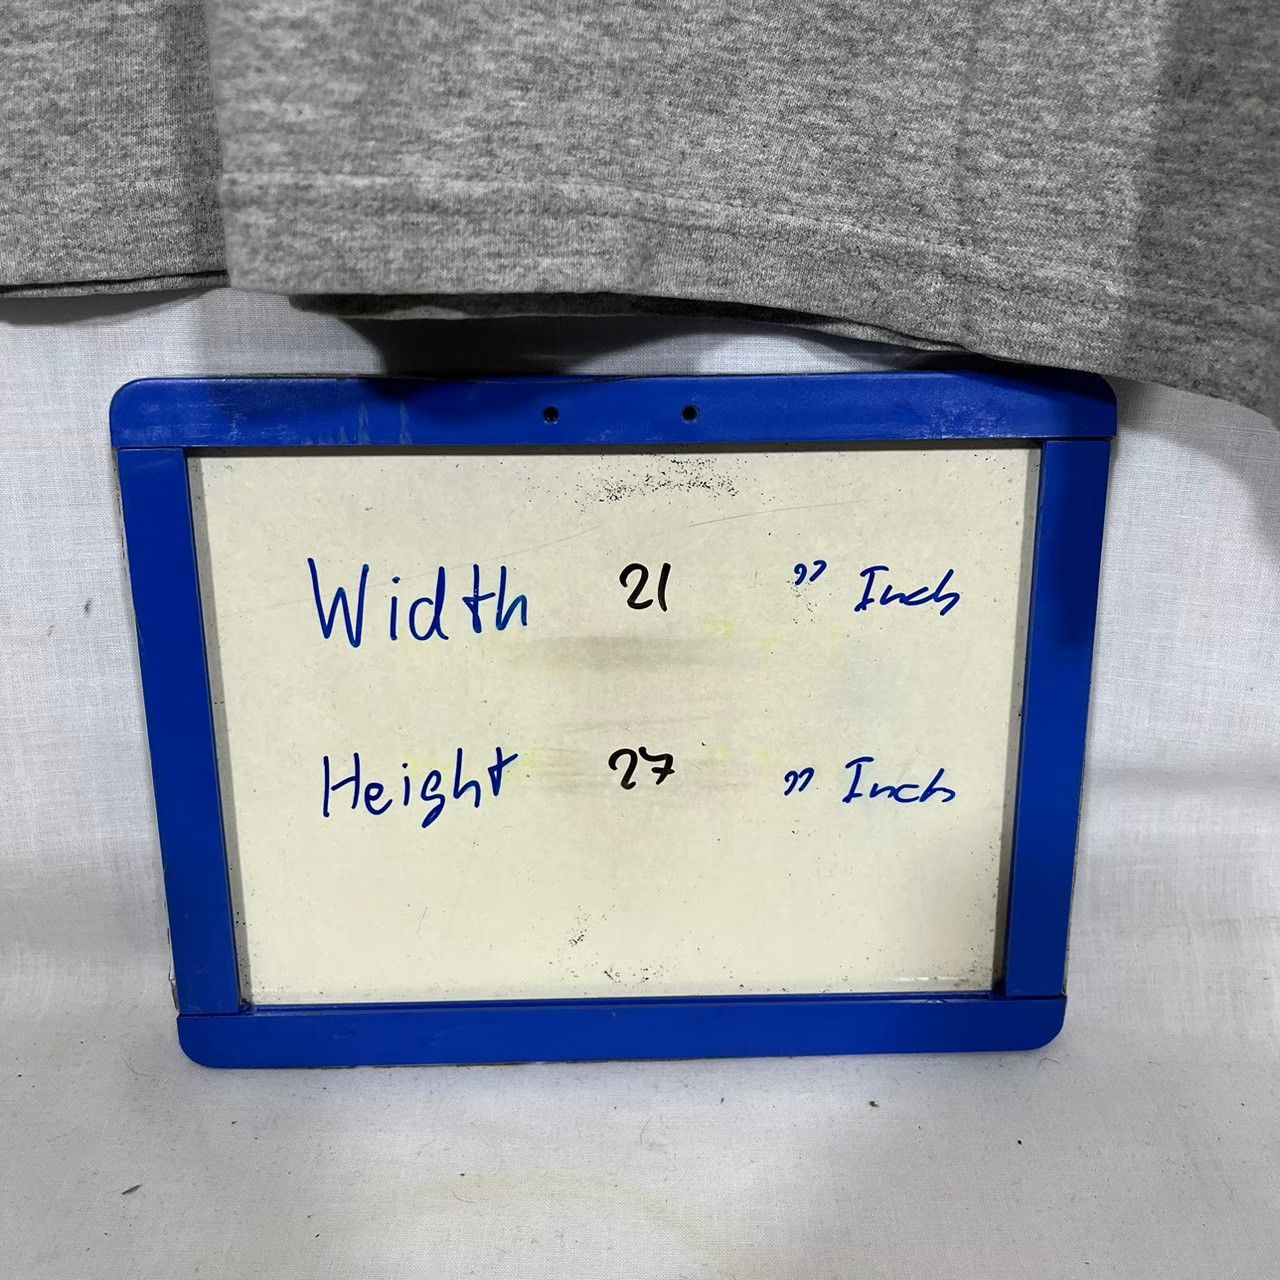 Width 21 " Inch
Height 27 " Inch